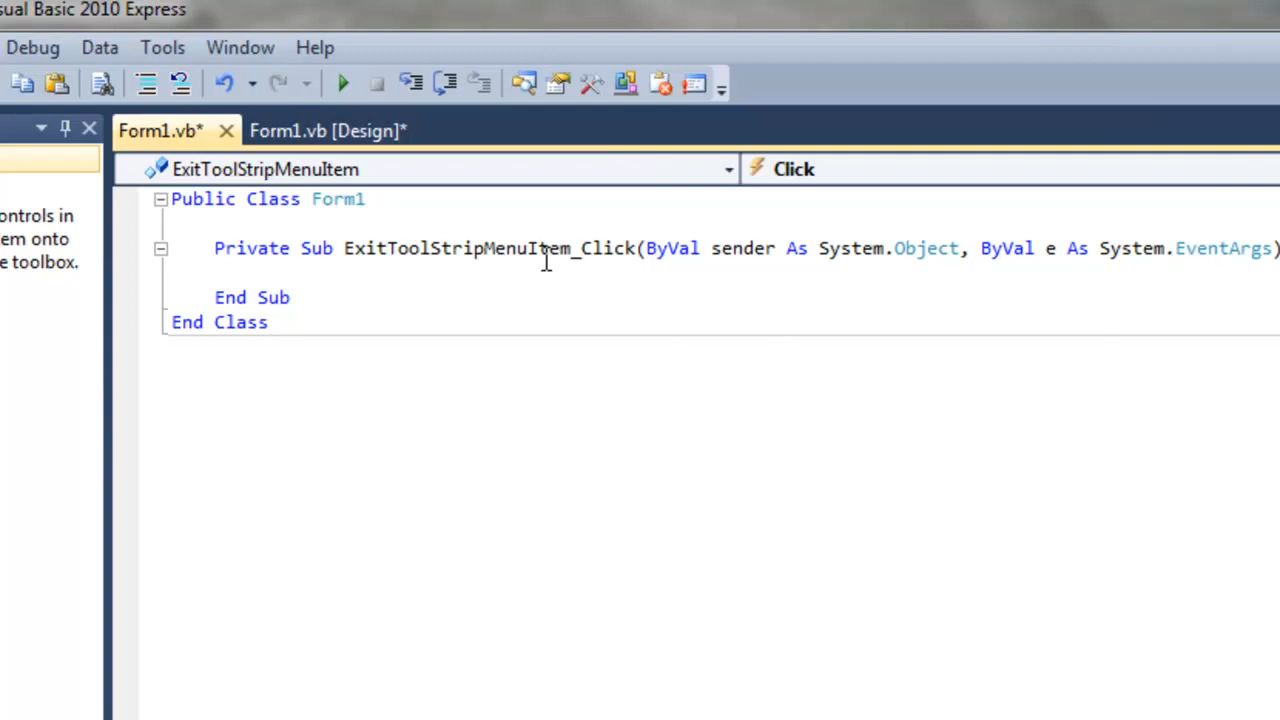 sual Basic 2010 Express
Debug Data Tools Window Help
Form1.vb* Form1.vb [Design]*
ExitToolStripMenuItem Click
Public Class Form1
ontrols in
Private Sub ExitToolStripMenuItem_Click(ByVal sender As System.Object, ByVal e As System.EventArgs)
em onto
e toolbox.
End Sub
End Class